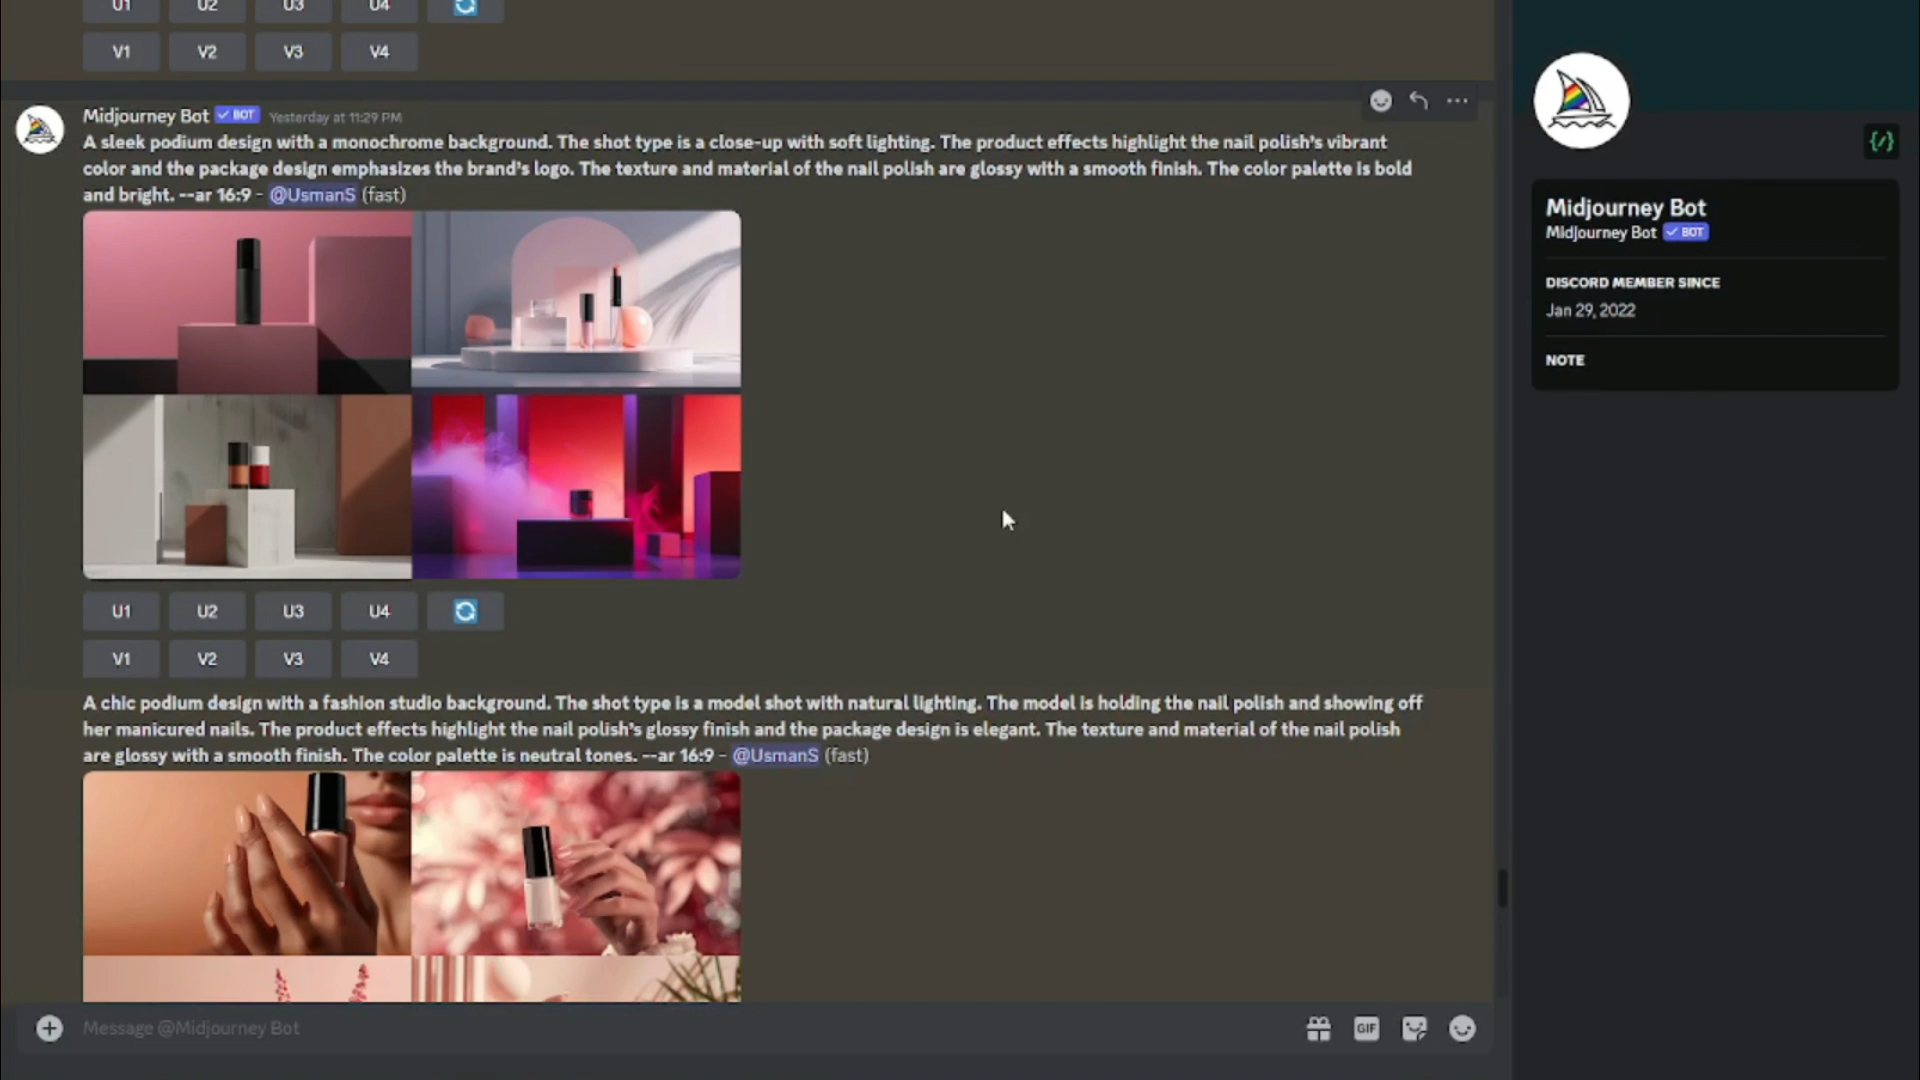 U1 U2 U3 U4
V1 V2 V3 V4
Midjourney Bot BOT Yesterday at 11:29 PM
A sleek podium design with a monochrome background. The shot type is a close-up with soft lighting. The product effects highlight the nail polish's vibrant
color and the package design emphasizes the brand's logo. The texture and material of the nail polish are glossy with a smooth finish. The color palette is bold
and bright. --ar 16:9 - @UsmanS (fast)
U1 U2 U3 U4
V1 V2 V3 V4
A chic podium design with a fashion studio background. The shot type is a model shot with natural lighting. The model is holding the nail polish and showing off
her manicured nails. The product effects highlight the nail polish's glossy finish and the package design is elegant. The texture and material of the nail polish
are glossy with a smooth finish. The color palette is neutral tones. --ar 16:9 - @UsmanS (fast)
Message @Midjourney Bot
GIF
{/}
Midjourney Bot
Midjourney Bot BOT
DISCORD MEMBER SINCE
Jan 29, 2022
NOTE